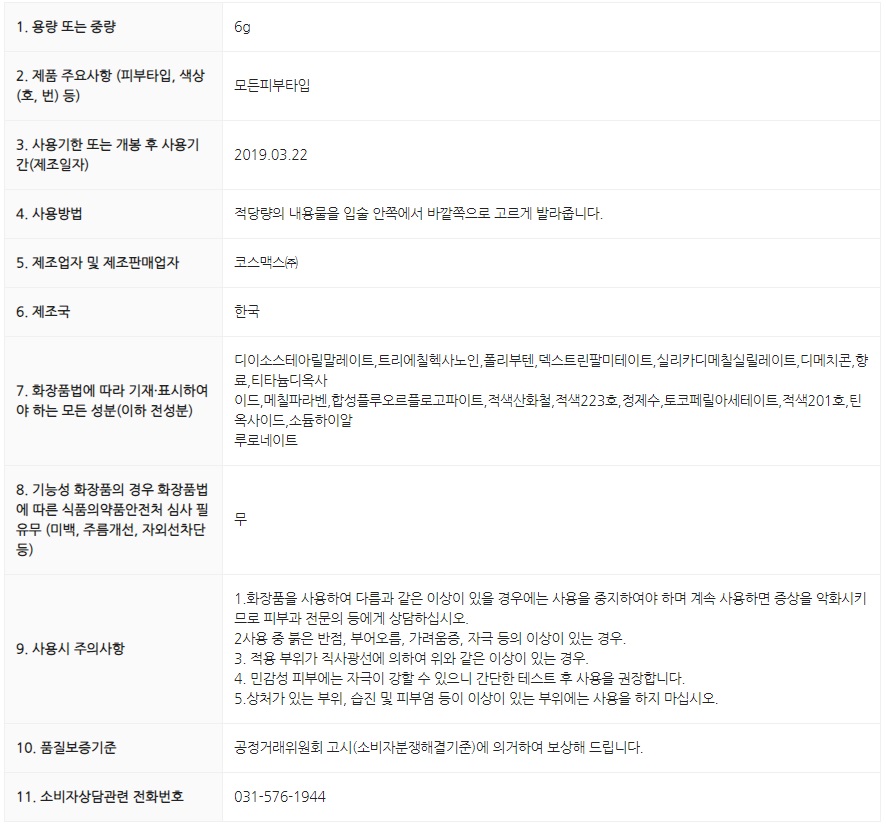 1. 용량 또는 중량
6g
2. 제품 주요사항 (피부타입, 색상
(호, 번) 등)
모든피부타입
3. 사용기한 또는 개봉 후 사용기
간(제조일자)
2019.03.22
4. 사용방법
적당량의 내용물을 입술 안쪽에서 바깥쪽으로 고르게 발라줍니다.
5. 제조업자 및 제조판매업자
코스맥스㈜
6. 제조국
한국
7. 화장품법에 따라 기재·표시하여
야 하는 모든 성분(이하 전성분)
디이소스테아릴말레이트,트리에칠헥사노인,폴리부텐,덱스트린팔미테이트,실리카디메칠실릴레이트,디메치콘,향
료,티타늄디옥사
이드,메칠파라벤,합성플루오르플로고파이트,적색산화철,적색223호,정제수,토코페릴아세테이트,적색201호,틴
옥사이드,소듐하이알
루로네이트
8. 기능성 화장품의 경우 화장품법
에 따른 식품의약품안전처 심사 필
유무 (미백, 주름개선, 자외선차단
등)
무
9. 사용시 주의사항
1.화장품을 사용하여 다름과 같은 이상이 있을 경우에는 사용을 중지하여야 하며 계속 사용하면 증상을 악화시키
므로 피부과 전문의 등에게 상담하십시오.
2사용 중 붉은 반점, 부어오름, 가려움증, 자극 등의 이상이 있는 경우.
3. 적용 부위가 직사광선에 의하여 위와 같은 이상이 있는 경우.
4. 민감성 피부에는 자극이 강할 수 있으니 간단한 테스트 후 사용을 권장합니다.
5.상처가 있는 부위, 습진 및 피부염 등이 이상이 있는 부위에는 사용을 하지 마십시오.
10. 품질보증기준
공정거래위원회 고시(소비자분쟁해결기준)에 의거하여 보상해 드립니다.
11. 소비자상담관련 전화번호
031-576-1944